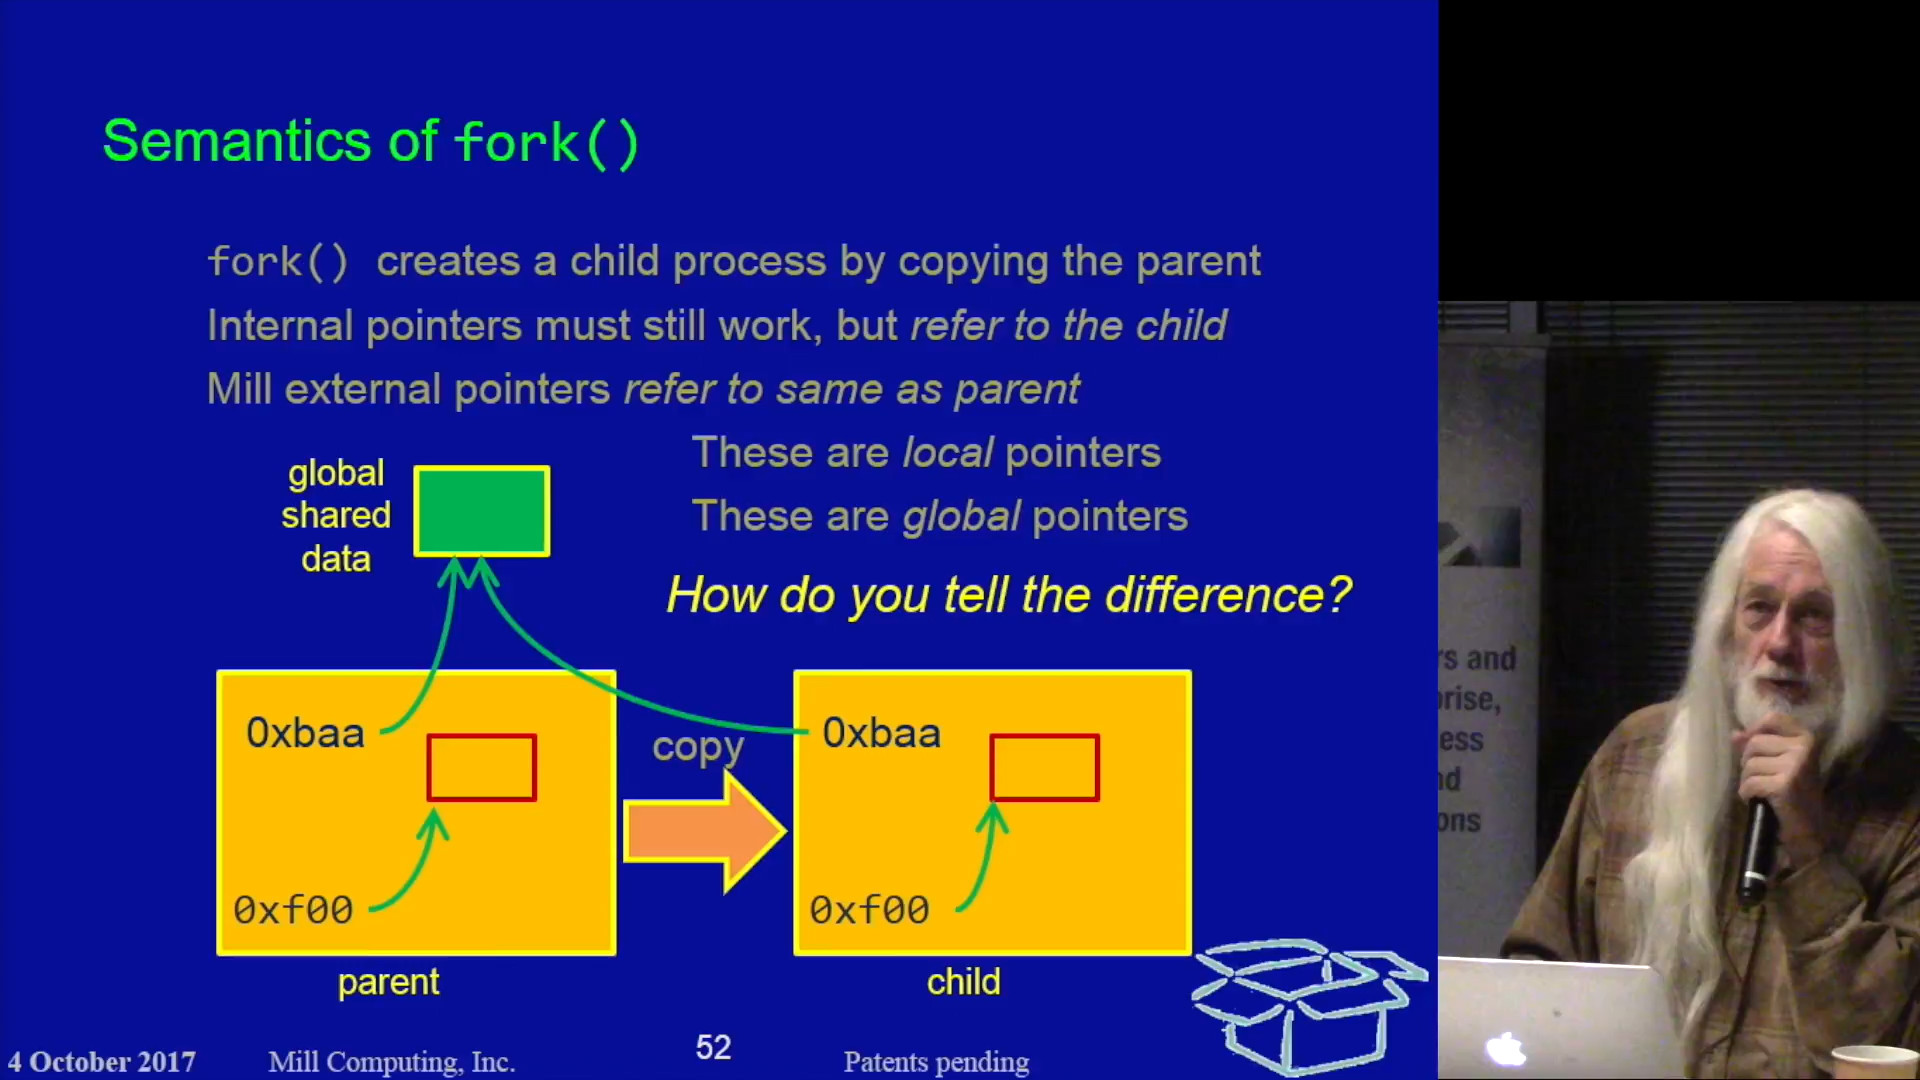 Semantics of fork()
fork() creates a child process by copying the parent
Internal pointers must still work, but refer to the child
Mill external pointers refer to same as parent
These are local pointers
These are global pointers
How do you tell the difference?
global
shared
data
0xbaa
0xf00
parent
copy
0xbaa
0xf00
child
4 October 2017
Mill Computing, Inc.
52
Patents pending
and